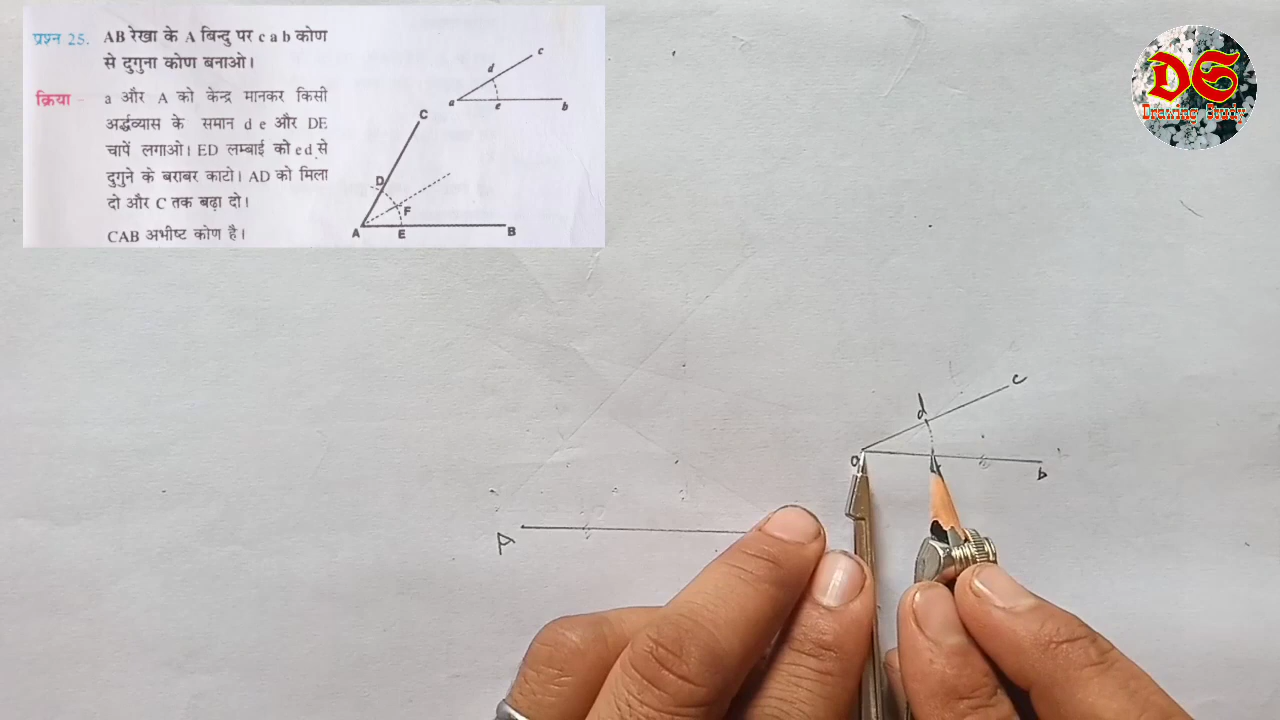 प्रश्न 25. AB रेखा के A बिन्दु पर c a b कोण
से दुगुना कोण बनाओ।
क्रिया - a और A को केन्द्र मानकर किसी
अर्द्धव्यास के समान d e और DE
चापें लगाओ। ED लम्बाई को ed से
दुगुने के बराबर काटो। AD को मिला
दो और C तक बढ़ा दो।
CAB अभीष्ट कोण है।
c
d
a
e
b
C
D
F
A
E
B
DS
Drawing Study
c
d
a
b
A